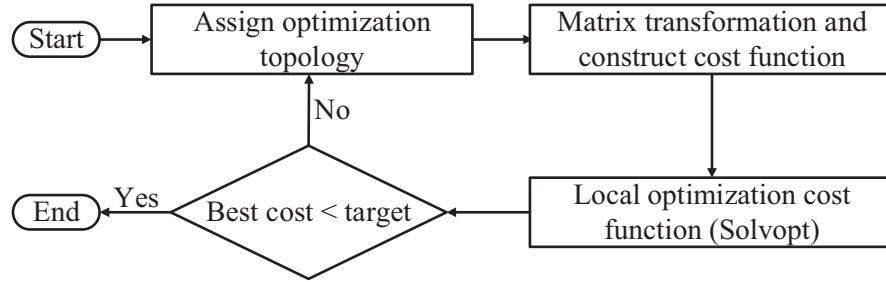 Start
Assign optimization
topology
Matrix transformation and
construct cost function
No
End
Yes
Best cost < target
Local optimization cost
function (Solvopt)